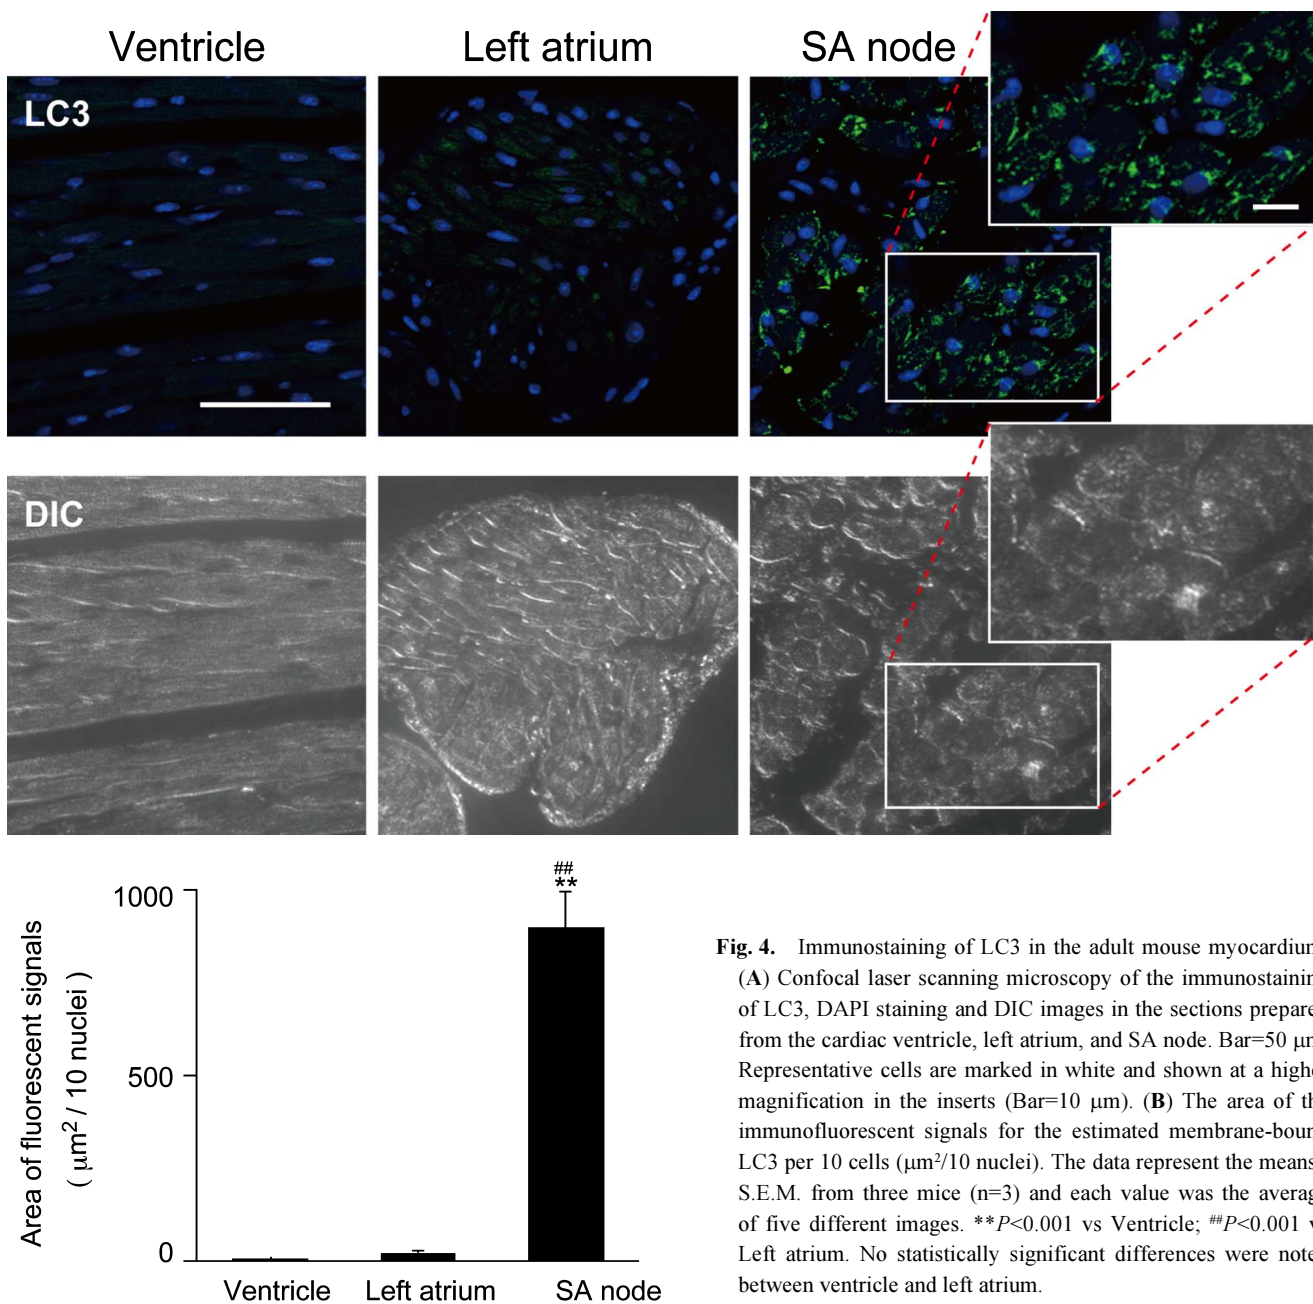 Ventricle
Left atrium
SA node
LC3
DIC
##
**
1000
500
0
Area of fluorescent signals
( μm² / 10 nuclei )
Ventricle
Left atrium
SA node
Fig. 4. Immunostaining of LC3 in the adult mouse myocardium
(A) Confocal laser scanning microscopy of the immunostainin
of LC3, DAPI staining and DIC images in the sections prepare
from the cardiac ventricle, left atrium, and SA node. Bar=50 μm
Representative cells are marked in white and shown at a highe
magnification in the inserts (Bar=10 μm). (B) The area of th
immunofluorescent signals for the estimated membrane-boun
LC3 per 10 cells (μm²/10 nuclei). The data represent the means
S.E.M. from three mice (n=3) and each value was the averag
of five different images. **P<0.001 vs Ventricle; ##P<0.001 v
Left atrium. No statistically significant differences were note
between ventricle and left atrium.